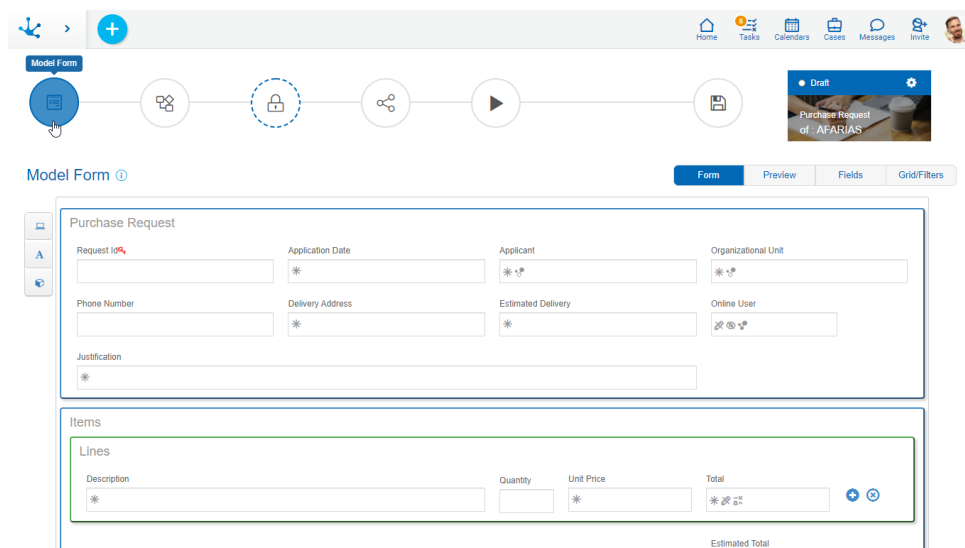 Home
Tasks
Calendars
Cases
Messages
Invite
Model Form
Draft
Purchase Request
of : AFARIAS
Model Form
Form
Preview
Fields
Grid/Filters
A
Purchase Request
Request Id
Application Date
Applicant
Organizational Unit
Phone Number
Delivery Address
Estimated Delivery
Online User
Justification
Items
Lines
Description
Quantity
Unit Price
Total
Estimated Total